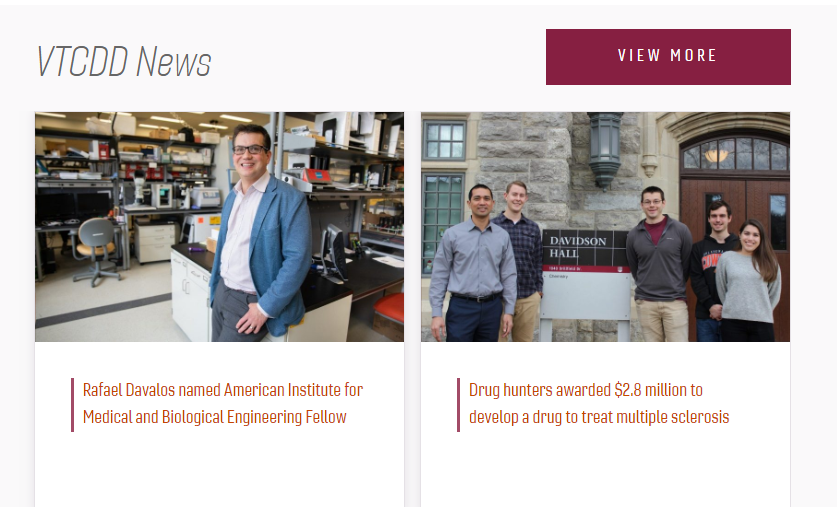 VTCDD News
VIEW MORE
DAVIDSON
HALL
Chemistry
Rafael Davalos named American Institute for
Medical and Biological Engineering Fellow
Drug hunters awarded $2.8 million to
develop a drug to treat multiple sclerosis